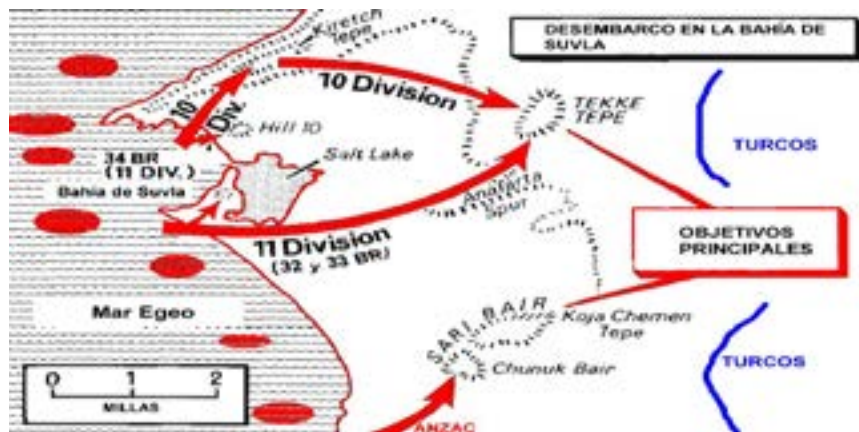 DESEMBARCO EN LA BAHÍA DE
SUVLA
Kiretch
Tepe
10 Division
10
Div.
Hill 10
TEKKE
TEPE
TURCOS
34 BR
(11 DIV.)
Bahia de Suvla
Salt Lake
Anafarta
Spur
11 Division
(32 y 33 BR)
OBJETIVOS
PRINCIPALES
Mar Egeo
SARI BAIR
Koja Chemen
Tepe
Chunuk Bair
TURCOS
0 1 2
MILLAS
ANZAC